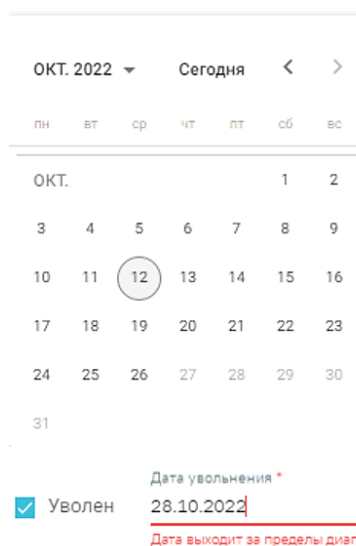 ОКТ. 2022 Сегодня
пн вт ср чт пт сб вс
ОКТ. 1 2
3 4 5 6 7 8 9
10 11 12 13 14 15 16
17 18 19 20 21 22 23
24 25 26 27 28 29 30
31
Дата увольнения *
Уволен 28.10.2022
Дата выходит за пределы диап